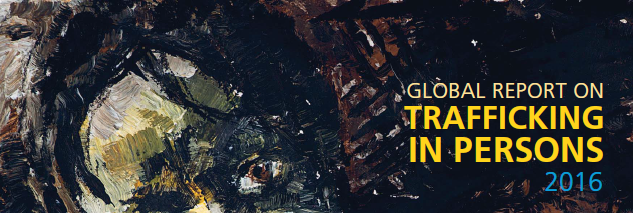 GLOBAL REPORT ON
TRAFFICKING
IN PERSONS
2016